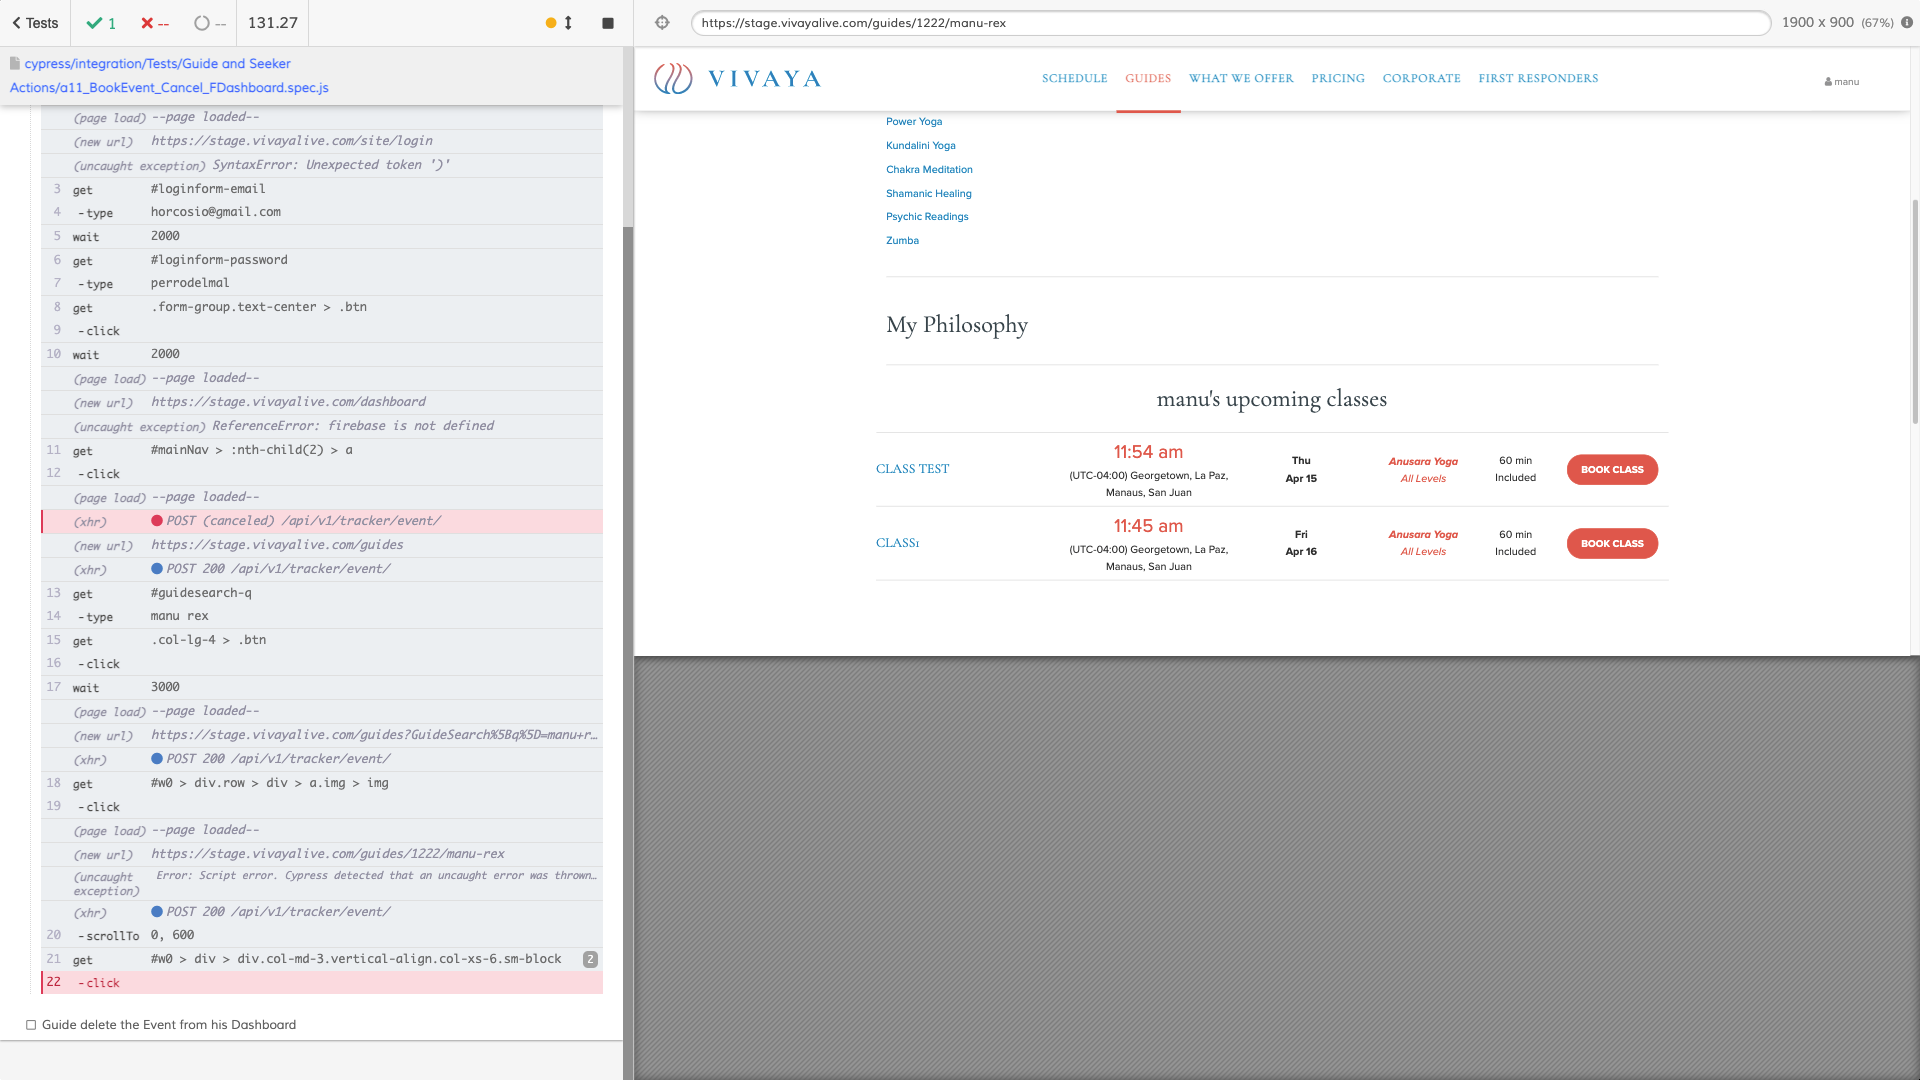 Tests
1
--
--
131.27
cypress/integration/Tests/Guide and Seeker
Actions/a11_BookEvent_Cancel_FDashboard.spec.js
(page load) --page loaded--
(new url) https://stage.vivayalive.com/site/login
(uncaught exception) SyntaxError: Unexpected token ')'
3 get #loginform-email
4 -type horcosio@gmail.com
5 wait 2000
6 get #loginform-password
7 -type perrodelmal
8 get .form-group.text-center > .btn
9 -click
10 wait 2000
(page load) --page loaded--
(new url) https://stage.vivayalive.com/dashboard
(uncaught exception) ReferenceError: firebase is not defined
11 get #mainNav > :nth-child(2) > a
12 -click
(page load) --page loaded--
(xhr) POST (canceled) /api/v1/tracker/event/
(new url) https://stage.vivayalive.com/guides
(xhr) POST 200 /api/v1/tracker/event/
13 get #guidesearch-q
14 -type manu rex
15 get .col-lg-4 > .btn
16 -click
17 wait 3000
(page load) --page loaded--
(new url) https://stage.vivayalive.com/guides?GuideSearch%5Bq%5D=manu+r…
(xhr) POST 200 /api/v1/tracker/event/
18 get #w0 > div.row > div > a.img > img
19 -click
(page load) --page loaded--
(new url) https://stage.vivayalive.com/guides/1222/manu-rex
(uncaught exception) Error: Script error. Cypress detected that an uncaught error was thrown…
(xhr) POST 200 /api/v1/tracker/event/
20 -scrollTo 0, 600
21 get #w0 > div > div.col-md-3.vertical-align.col-xs-6.sm-block 2
22 -click
Guide delete the Event from his Dashboard
https://stage.vivayalive.com/guides/1222/manu-rex
1900 x 900 (67%)
VIVAYA
SCHEDULE GUIDES WHAT WE OFFER PRICING CORPORATE FIRST RESPONDERS
manu
Power Yoga
Kundalini Yoga
Chakra Meditation
Shamanic Healing
Psychic Readings
Zumba
My Philosophy
manu's upcoming classes
CLASS TEST
11:54 am
(UTC-04:00) Georgetown, La Paz,
Manaus, San Juan
Thu
Apr 15
Anusara Yoga
All Levels
60 min
Included
BOOK CLASS
CLASS1
11:45 am
(UTC-04:00) Georgetown, La Paz,
Manaus, San Juan
Fri
Apr 16
Anusara Yoga
All Levels
60 min
Included
BOOK CLASS